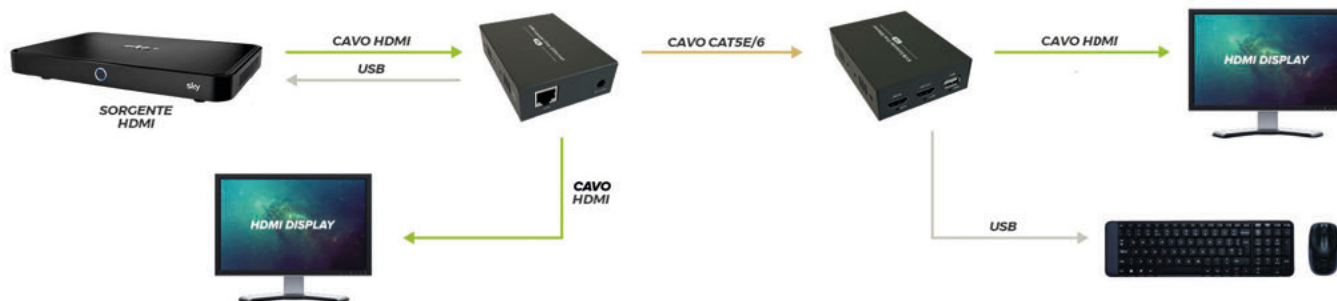 CAVO HDMI
USB
sky
SORGENTE
HDMI
CAVO CAT5E/6
CAVO HDMI
HDMI DISPLAY
CAVO
HDMI
HDMI DISPLAY
USB